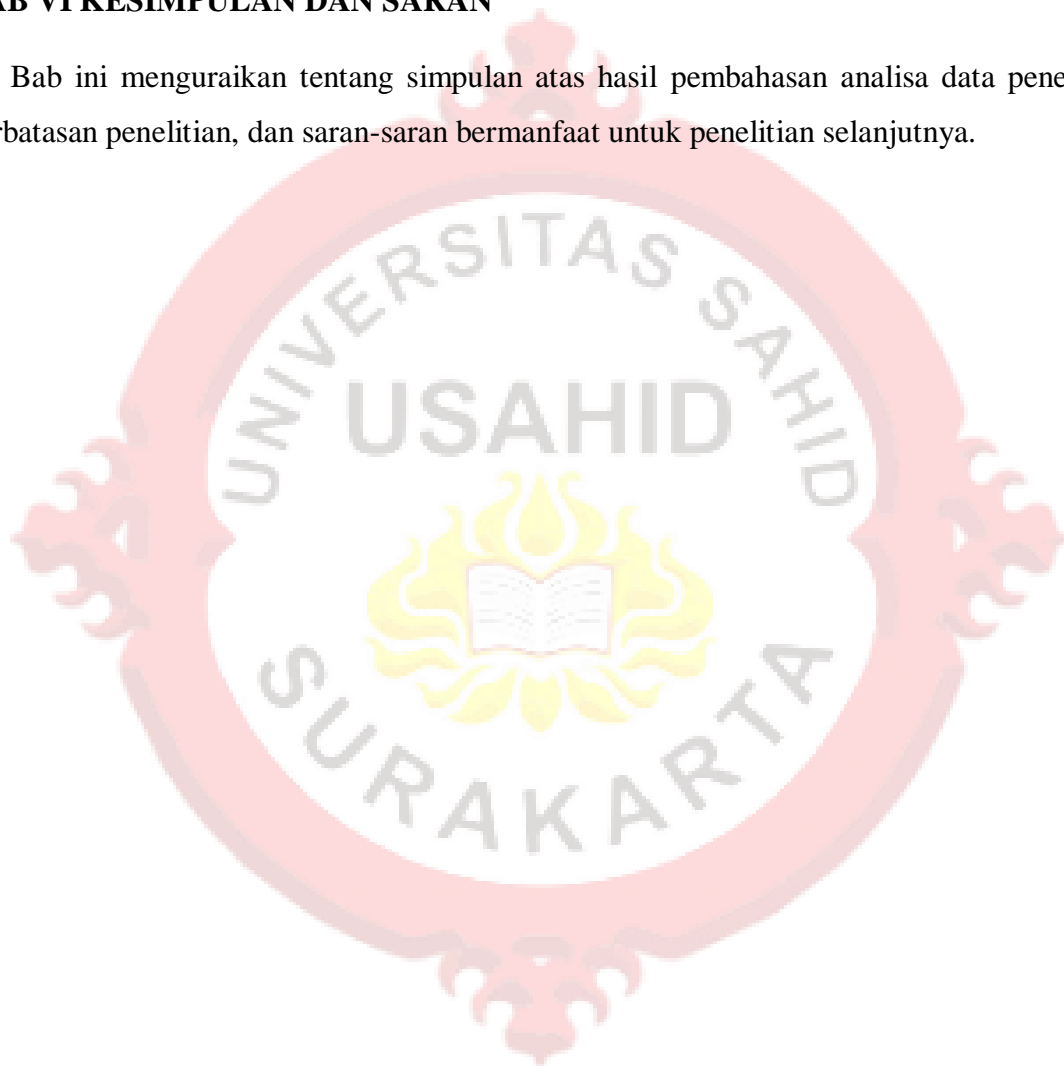 AB VI KESIMPULAN DAN SARAN
Bab ini menguraikan tentang simpulan atas hasil pembahasan analisa data pene
rbatasan penelitian, dan saran-saran bermanfaat untuk penelitian selanjutnya.
UNIVERSITAS SAHID
USAHID
SURAKARTA